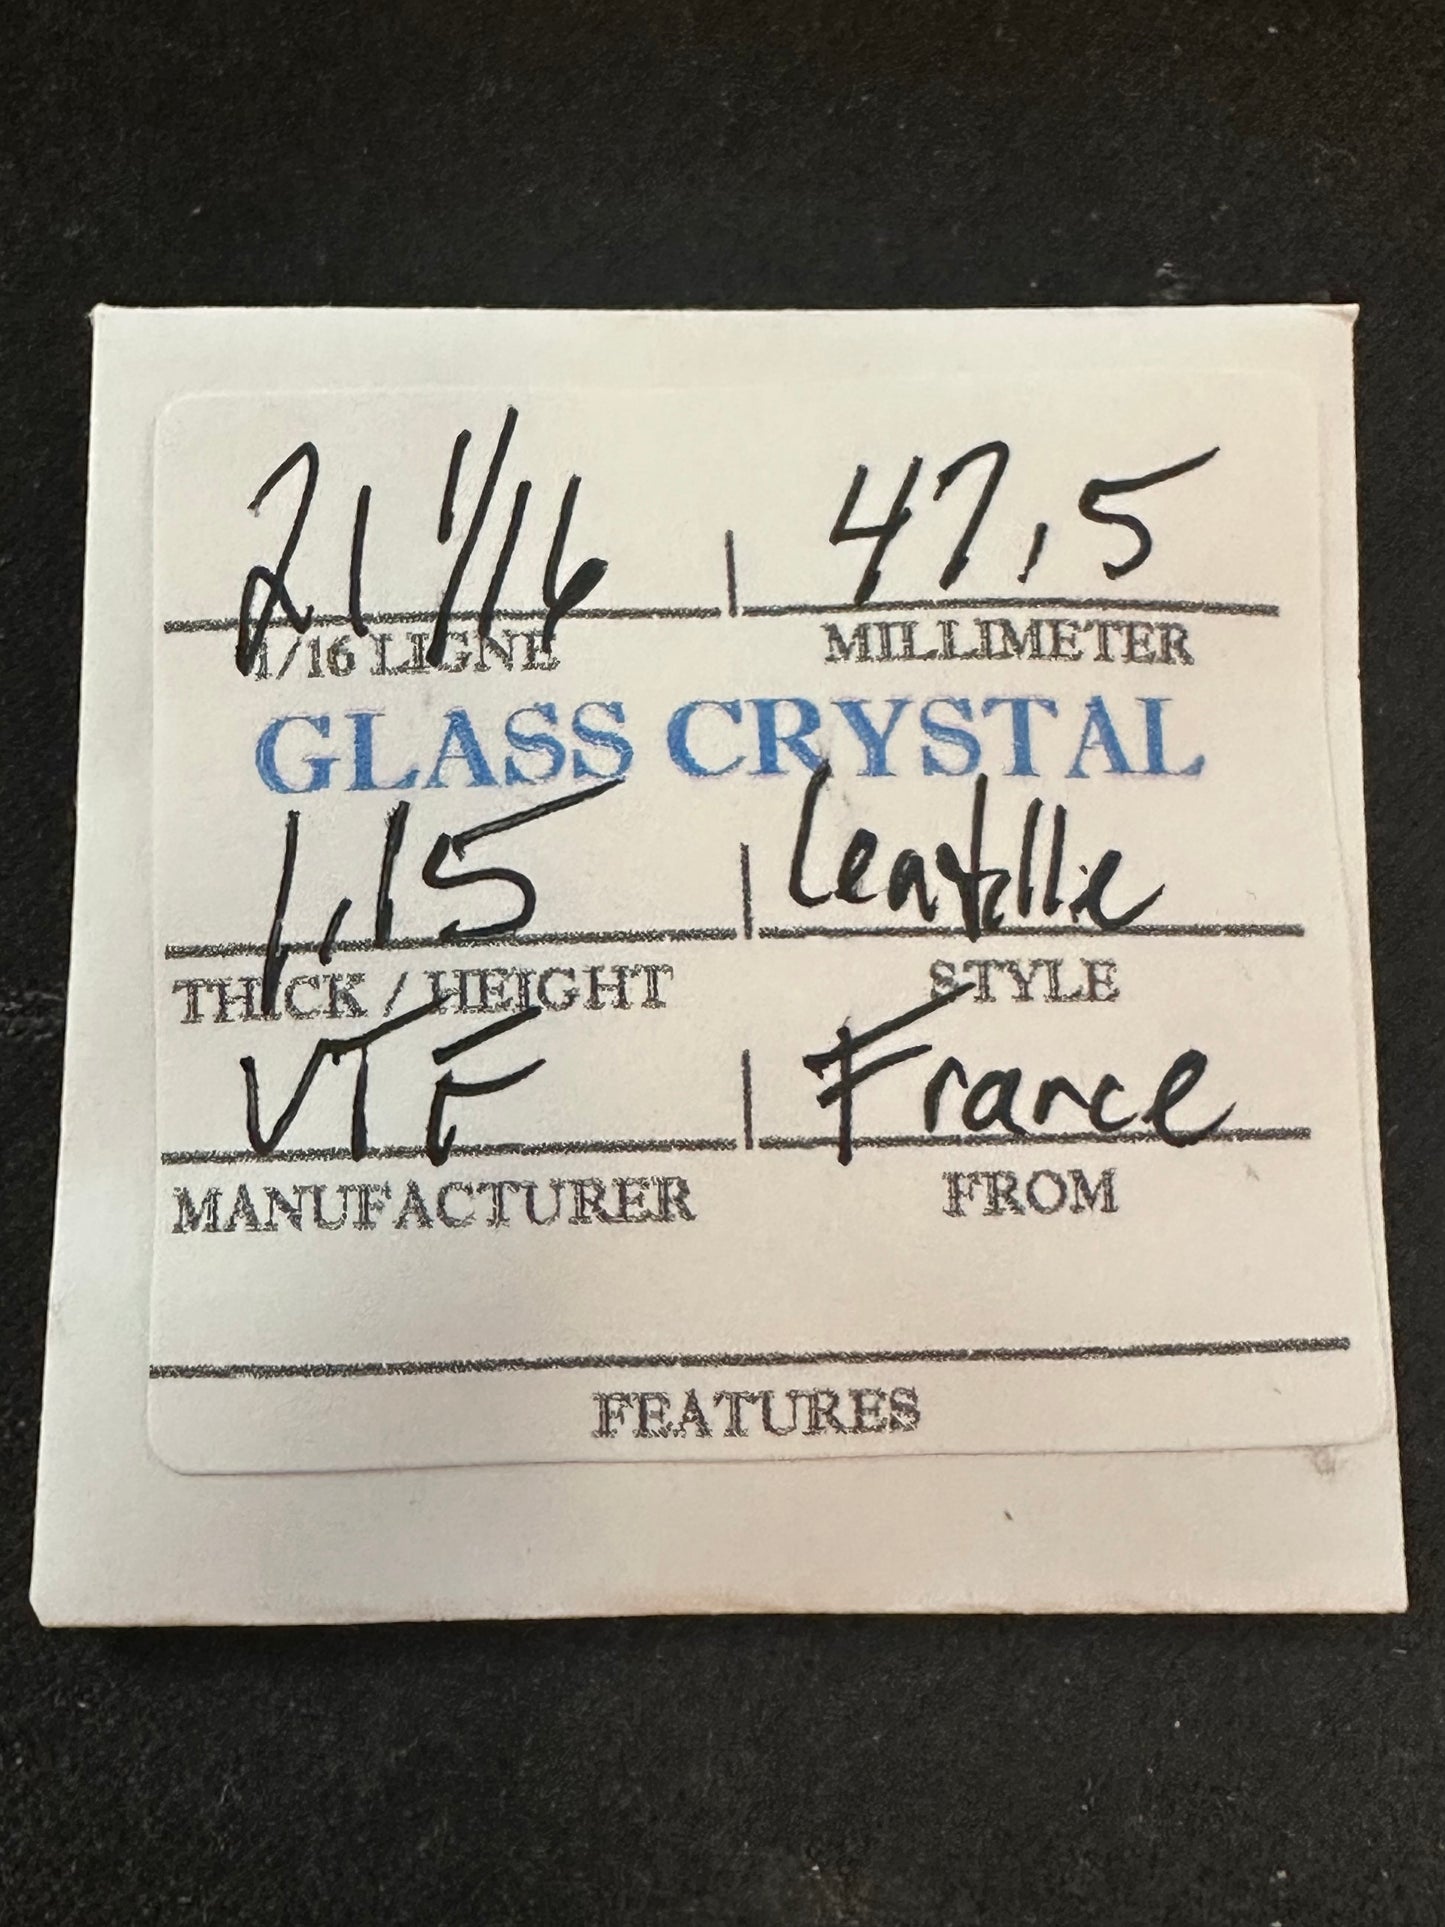 21 1/16 47.5
1/16 LIGNE MILLIMETER
GLASS CRYSTAL
1.15 Lentillie
THICK / HEIGHT STYLE
VTF France
MANUFACTURER FROM
FEATURES